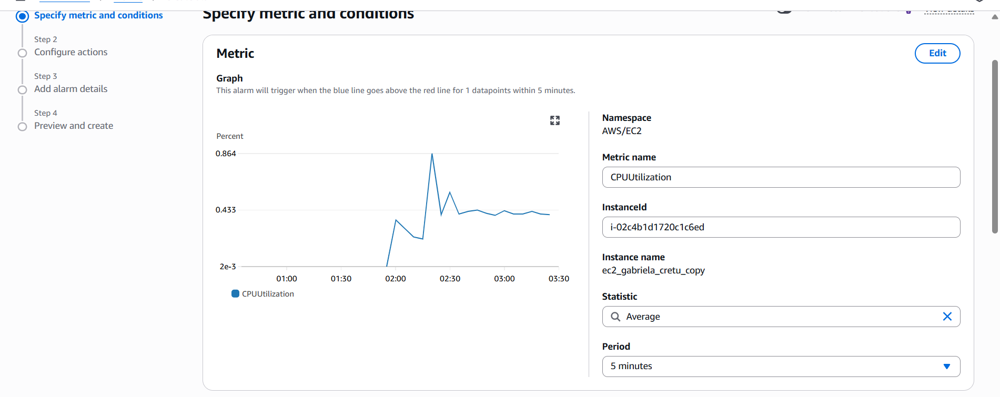 Specify metric and conditions
Step 2
Configure actions
Step 3
Add alarm details
Step 4
Preview and create
Specify metric and conditions
Metric
Edit
Graph
This alarm will trigger when the blue line goes above the red line for 1 datapoints within 5 minutes.
Percent
0.864
0.433
2e-3
01:00 01:30 02:00 02:30 03:00 03:30
CPUUtilization
Namespace
AWS/EC2
Metric name
CPUUtilization
InstanceId
i-02c4b1d1720c1c6ed
Instance name
ec2_gabriela_cretu_copy
Statistic
Average
Period
5 minutes